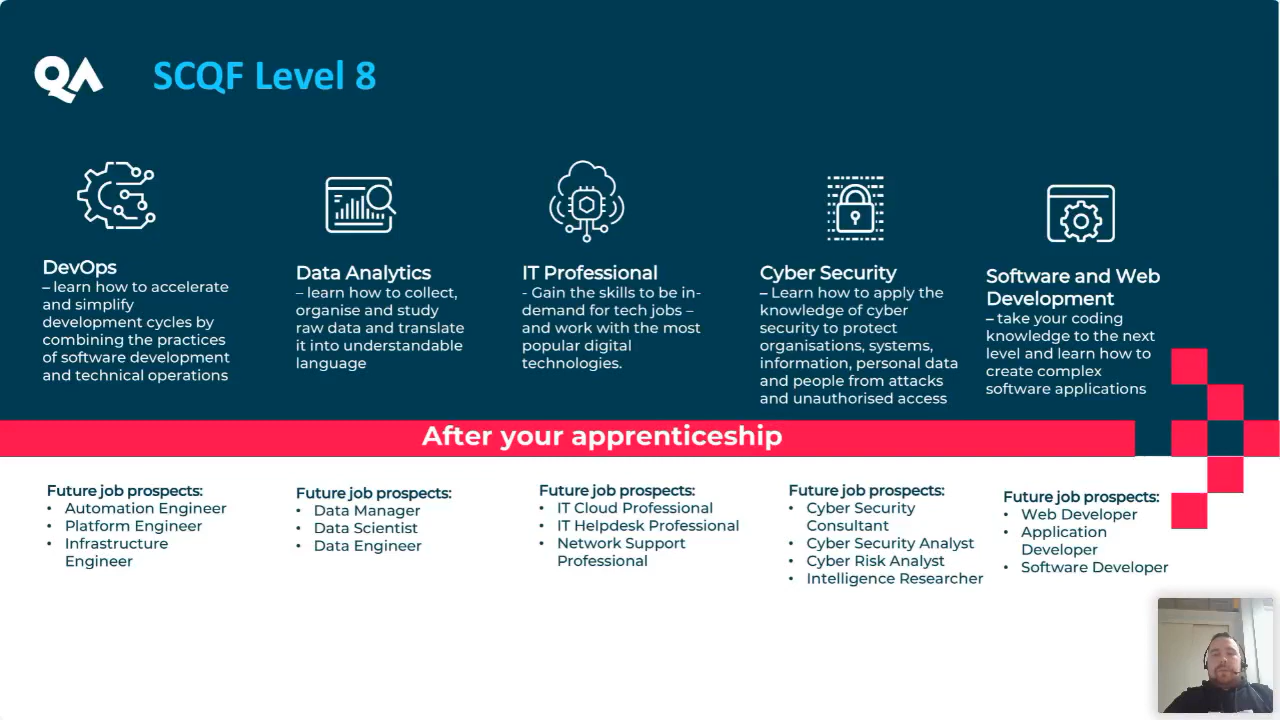 QA
SCQF Level 8
DevOps
– learn how to accelerate
and simplify
development cycles by
combining the practices
of software development
and technical operations
Data Analytics
– learn how to collect,
organise and study
raw data and translate
it into understandable
language
IT Professional
- Gain the skills to be in-
demand for tech jobs –
and work with the most
popular digital
technologies.
Cyber Security
– Learn how to apply the
knowledge of cyber
security to protect
organisations, systems,
information, personal data
and people from attacks
and unauthorised access
Software and Web
Development
– take your coding
knowledge to the next
level and learn how to
create complex
software applications
After your apprenticeship
Future job prospects:
• Automation Engineer
• Platform Engineer
• Infrastructure
Engineer
Future job prospects:
• Data Manager
• Data Scientist
• Data Engineer
Future job prospects:
• IT Cloud Professional
• IT Helpdesk Professional
• Network Support
Professional
Future job prospects:
• Cyber Security
Consultant
• Cyber Security Analyst
• Cyber Risk Analyst
• Intelligence Researcher
Future job prospects:
• Web Developer
• Application
Developer
• Software Developer